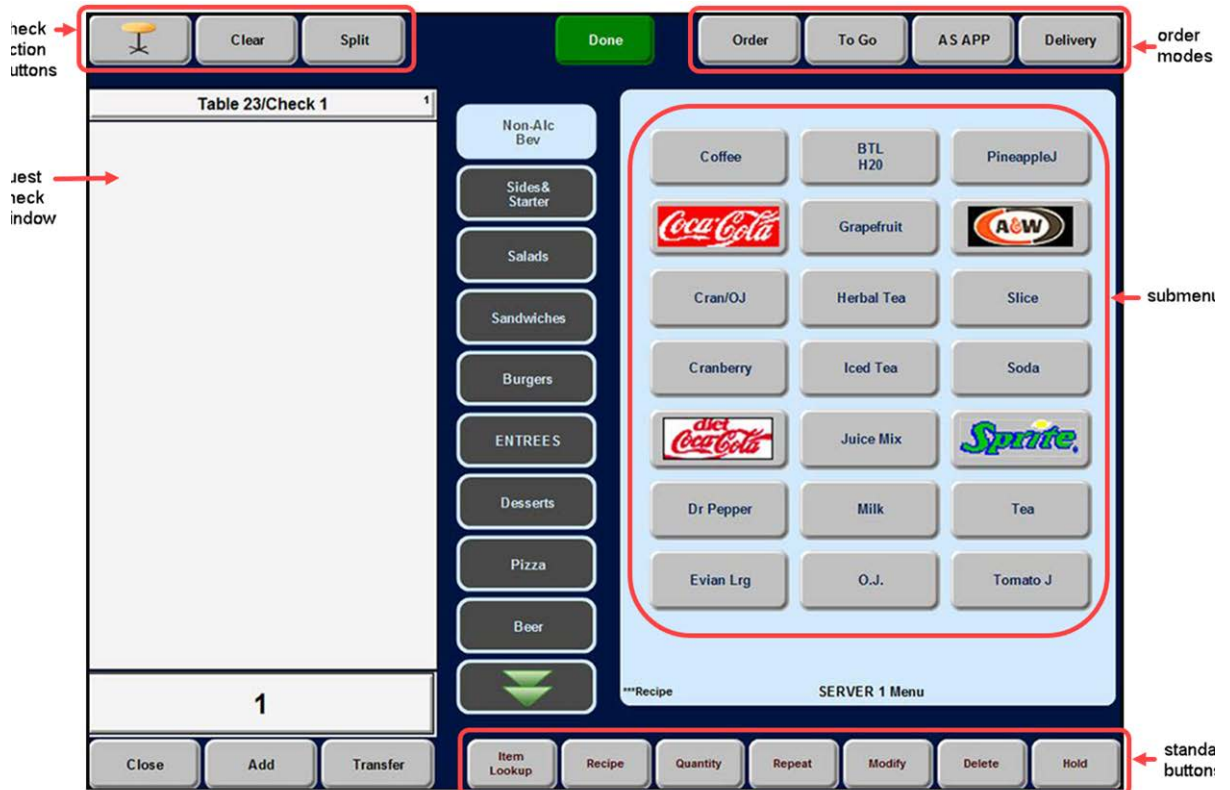 heck
ction
uttons
Clear
Split
Done
Order
To Go
AS APP
Delivery
order
modes
Table 23/Check 1
1
uest
heck
indow
1
Close
Add
Transfer
Non-Alc
Bev
Sides&
Starter
Salads
Sandwiches
Burgers
ENTREES
Desserts
Pizza
Beer
Coffee
BTL
H20
PineappleJ
Coca-Cola
Grapefruit
A&W
Cran/OJ
Herbal Tea
Slice
Cranberry
Iced Tea
Soda
diet
Coca-Cola
Juice Mix
Sprite
Dr Pepper
Milk
Tea
Evian Lrg
O.J.
Tomato J
submenu
***Recipe
SERVER 1 Menu
Item
Lookup
Recipe
Quantity
Repeat
Modify
Delete
Hold
standa
buttons